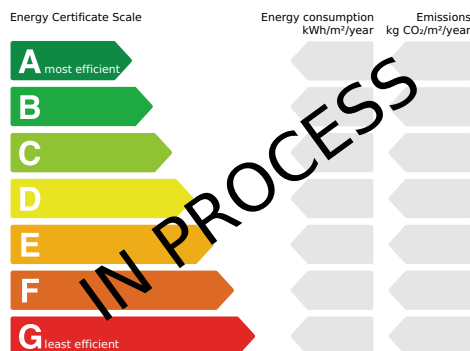 Energy Certificate Scale
Energy consumption
kWh/m²/year
Emissions
kg CO₂/m²/year
A most efficient
B
C
D
E
F
G least efficient
IN PROCESS